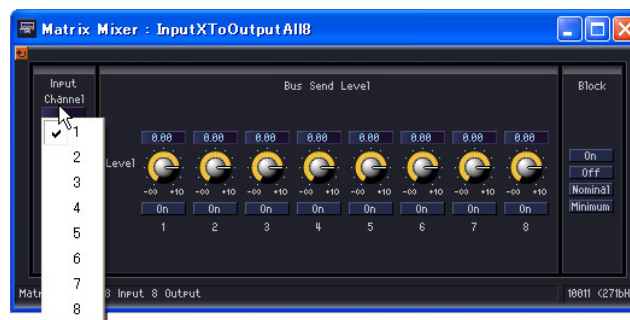 Matrix Mixer : InputXToOutputAll8
Input Channel
Bus Send Level
Block
1
2
3
4
5
6
7
8
0.00 0.00 0.00 0.00 0.00 0.00 0.00 0.00
Level
-∞ +10 -∞ +10 -∞ +10 -∞ +10 -∞ +10 -∞ +10 -∞ +10 -∞ +10
On On On On On On On On
1 2 3 4 5 6 7 8
On
Off
Nominal
Minimum
8 Input 8 Output
10011 (271bH